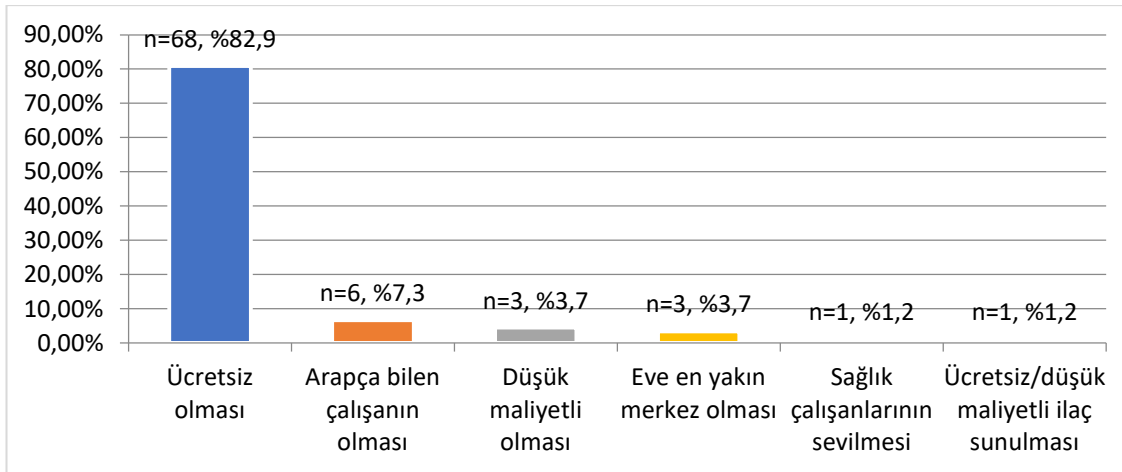 90,00%
80,00%
70,00%
60,00%
50,00%
40,00%
30,00%
20,00%
10,00%
0,00%
n=68, %82,9
n=6, %7,3
n=3, %3,7
n=3, %3,7
n=1, %1,2
n=1, %1,2
Ücretsiz
olması
Arapça bilen
çalışanın
olması
Düşük
maliyetli
olması
Eve en yakın
merkez olması
Sağlık
çalışanlarının
sevilmesi
Ücretsiz/düşük
maliyetli ilaç
sunulması